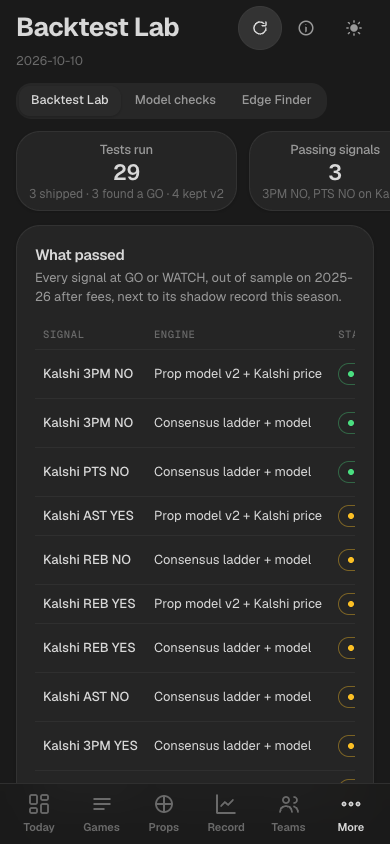 Backtest Lab
2026-10-10
Backtest Lab Model checks Edge Finder
Tests run
29
3 shipped · 3 found a GO · 4 kept v2
Passing signals
3
3PM NO, PTS NO on Ka
What passed
Every signal at GO or WATCH, out of sample on 2025-
26 after fees, next to its shadow record this season.
SIGNAL ENGINE STA
Kalshi 3PM NO Prop model v2 + Kalshi price
Kalshi 3PM NO Consensus ladder + model
Kalshi PTS NO Consensus ladder + model
Kalshi AST YES Prop model v2 + Kalshi price
Kalshi REB NO Consensus ladder + model
Kalshi REB YES Prop model v2 + Kalshi price
Kalshi REB YES Consensus ladder + model
Kalshi AST NO Consensus ladder + model
Kalshi 3PM YES Consensus ladder + model
Today Games Props Record Teams More